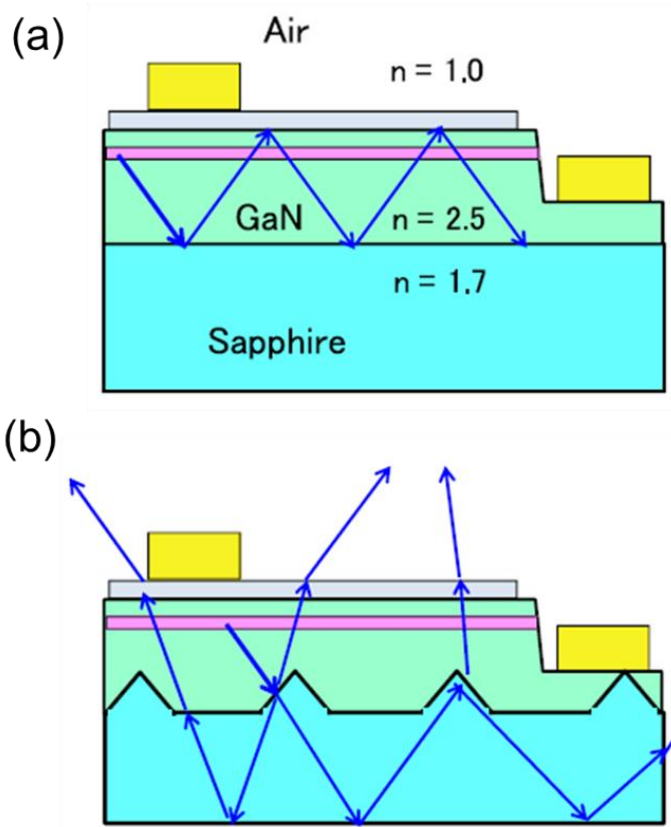 (a)
Air
n = 1.0
GaN
n = 2.5
n = 1.7
Sapphire
(b)